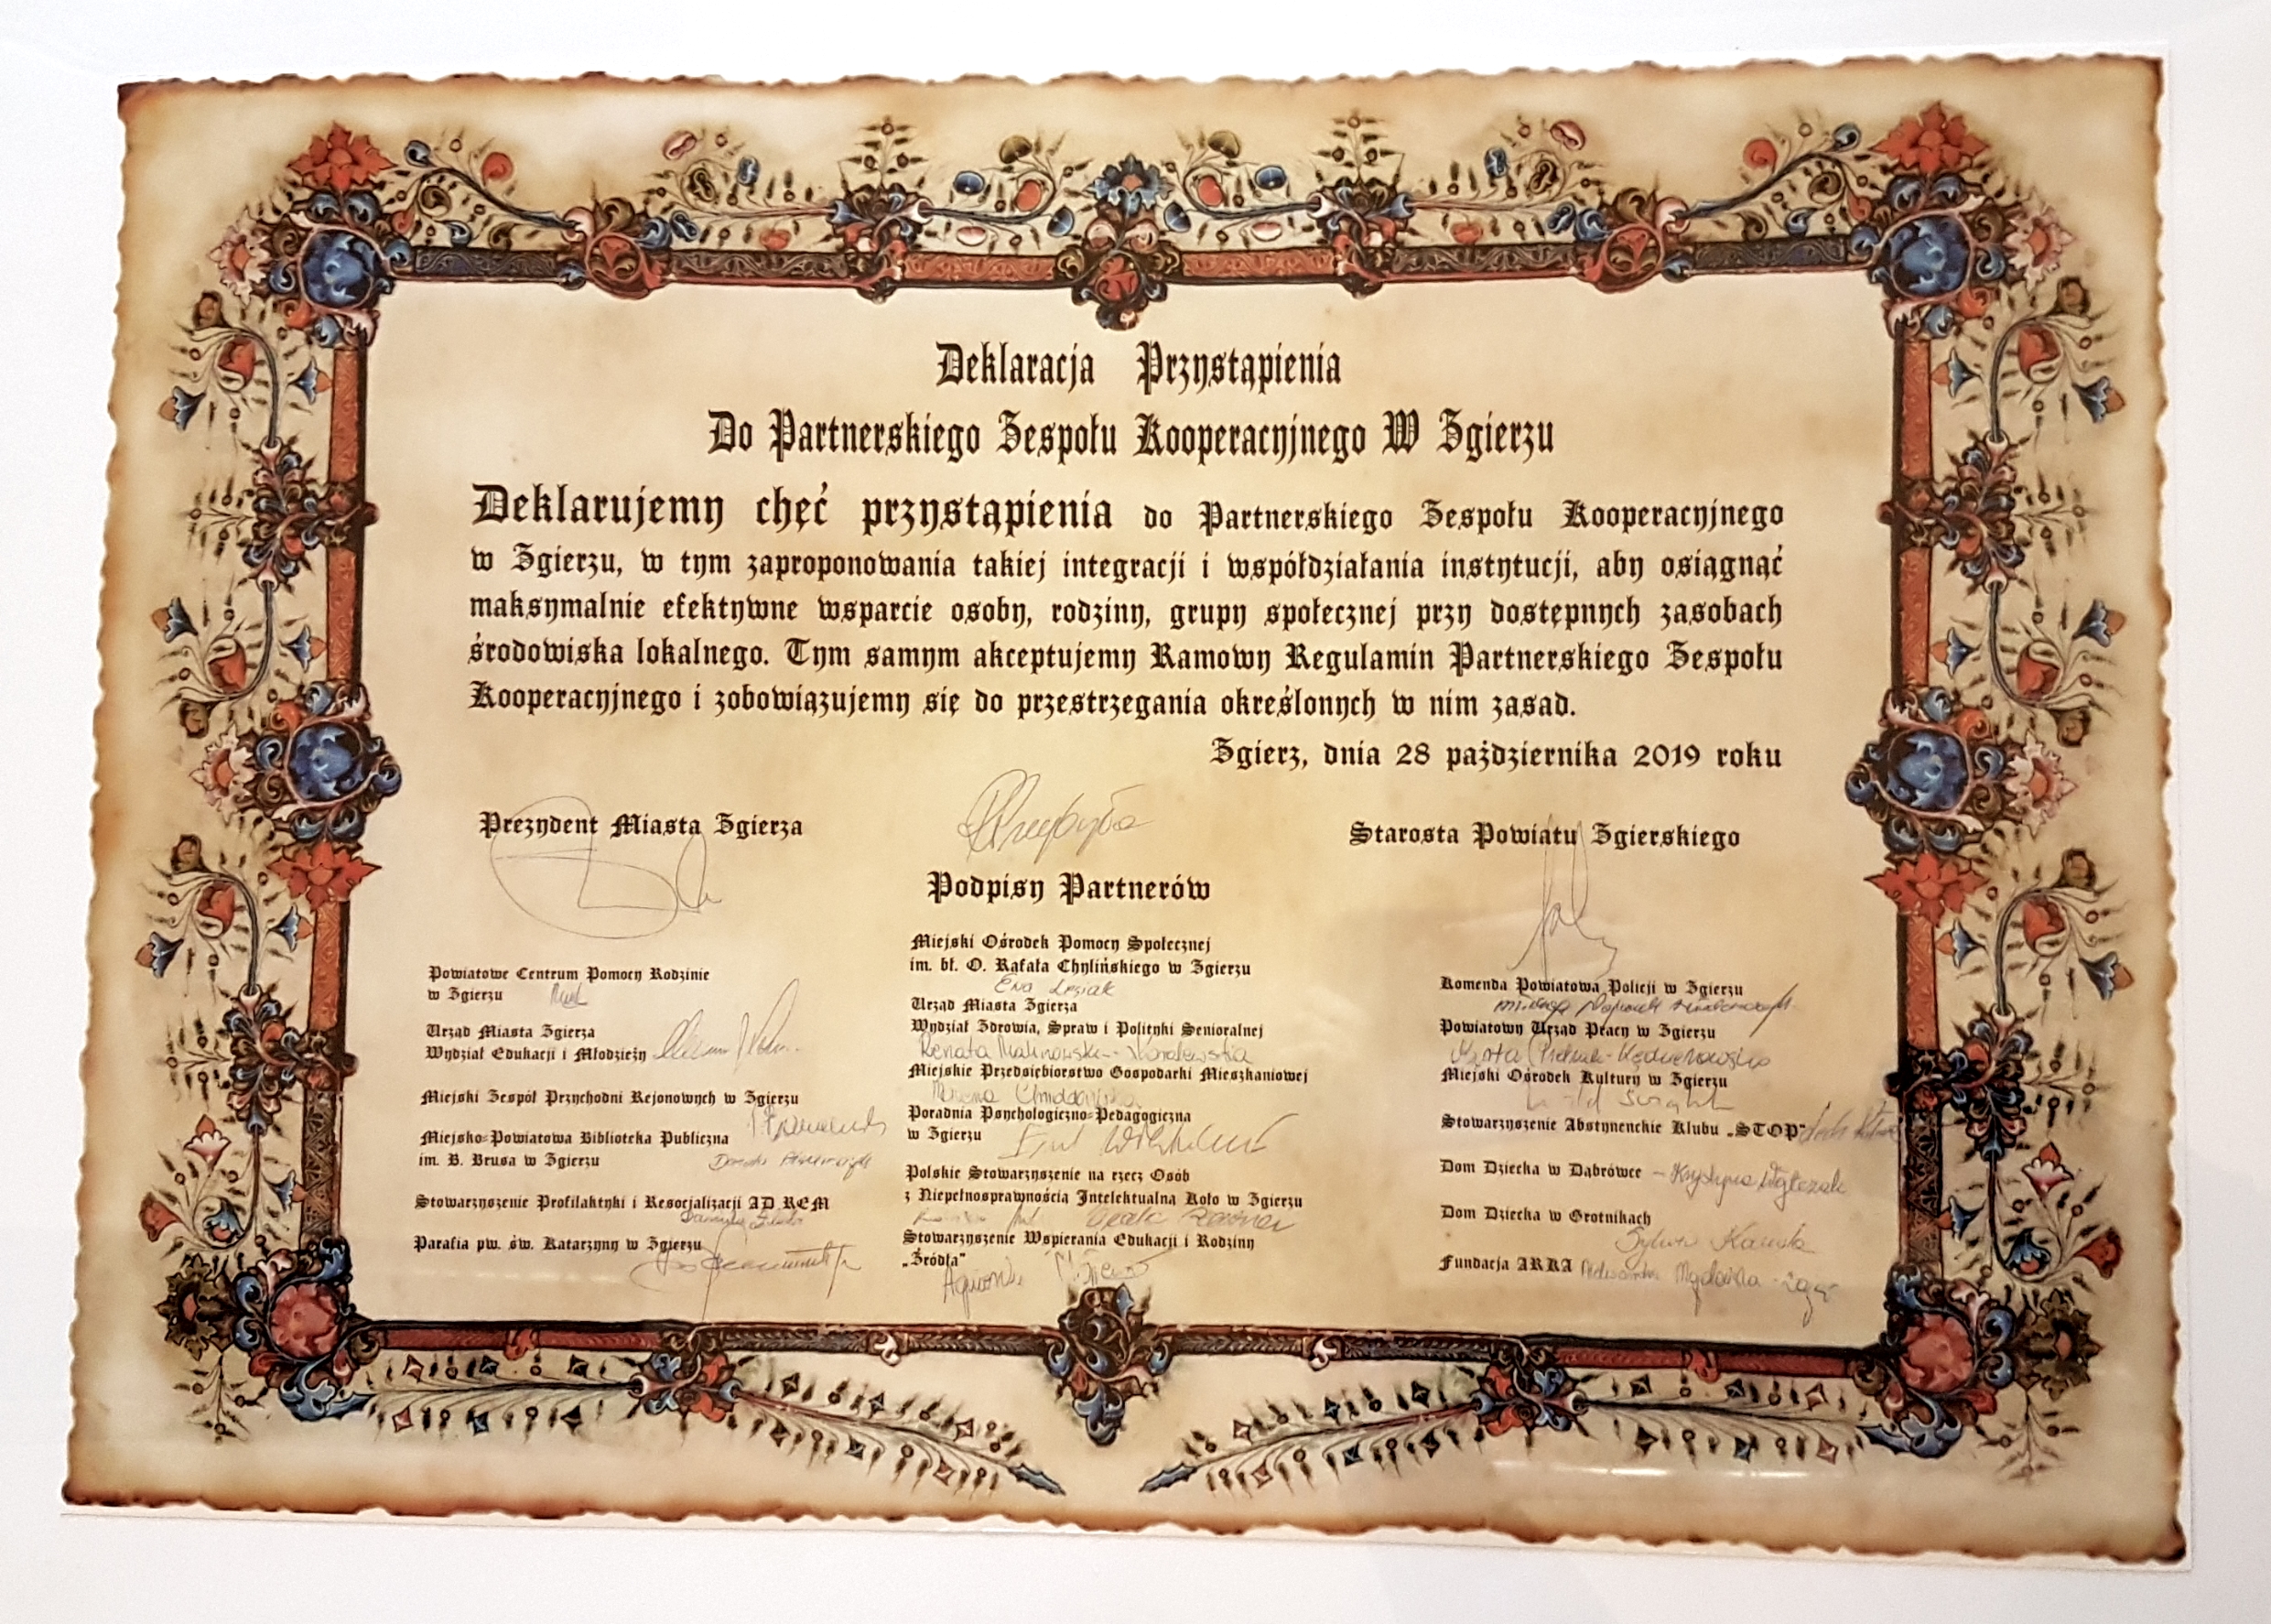 Deklaracja Przystąpienia
Do Partnerskiego Zespołu Kooperacyjnego W Zgierzu
Deklarujemy chęć przystąpienia do Partnerskiego Zespołu Kooperacyjnego
w Zgierzu, w tym zaproponowania takiej integracji i współdziałania instytucji, aby osiągnąć
maksymalnie efektywne wsparcie osoby, rodziny, grupy społecznej przy dostępnych zasobach
środowiska lokalnego. Tym samym akceptujemy Ramowy Regulamin Partnerskiego Zespołu
Kooperacyjnego i zobowiązujemy się do przestrzegania określonych w nim zasad.
Zgierz, dnia 28 października 2019 roku
Prezydent Miasta Zgierza
Starosta Powiatu Zgierskiego
Podpisy Partnerów
Powiatowe Centrum Pomocy Rodzinie
w Zgierzu
Urząd Miasta Zgierza
Wydział Edukacji i Młodzieży
Miejski Zespół Przychodni Rejonowych w Zgierzu
Miejsko-Powiatowa Biblioteka Publiczna
im. B. Brusa w Zgierzu
Stowarzyszenie Profilaktyki i Resocjalizacji AD REM
Parafia pw. św. Katarzyny w Zgierzu
Miejski Ośrodek Pomocy Społecznej
im. bł. O. Rafała Chylińskiego w Zgierzu
Ewa Lesiak
Urząd Miasta Zgierza
Wydział Zdrowia, Spraw i Polityki Senioralnej
Renata
Miejskie Przedsiębiorstwo Gospodarki Mieszkaniowej
Poradnia Psychologiczno-Pedagogiczna
w Zgierzu
Polskie Stowarzyszenie na rzecz Osób
z Niepełnosprawnością Intelektualną Koło w Zgierzu
Stowarzyszenie Wspierania Edukacji i Rodziny
„Źródła"
Komenda Powiatowa Policji w Zgierzu
Powiatowy Urząd Pracy w Zgierzu
Miejski Ośrodek Kultury w Zgierzu
Stowarzyszenie Abstynenckie Klubu „STOP"
Dom Dziecka w Dąbrówce - Krystyna
Dom Dziecka w Grotnikach
Fundacja ARKA